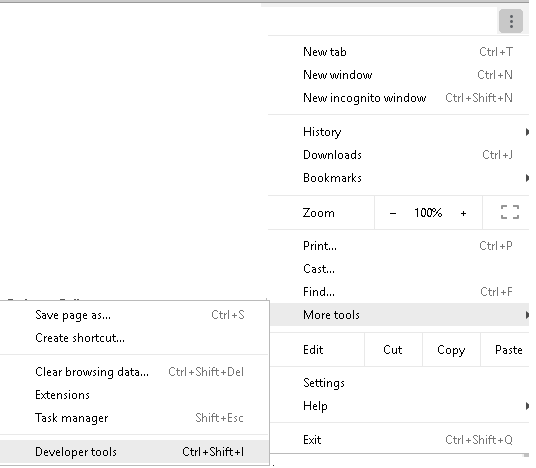 New tab Ctrl+T
New window Ctrl+N
New incognito window Ctrl+Shift+N
History
Downloads Ctrl+J
Bookmarks
Zoom - 100% +
Print... Ctrl+P
Cast...
Find... Ctrl+F
More tools
Edit Cut Copy Paste
Settings
Help
Exit Ctrl+Shift+Q
Save page as... Ctrl+S
Create shortcut...
Clear browsing data... Ctrl+Shift+Del
Extensions
Task manager Shift+Esc
Developer tools Ctrl+Shift+I